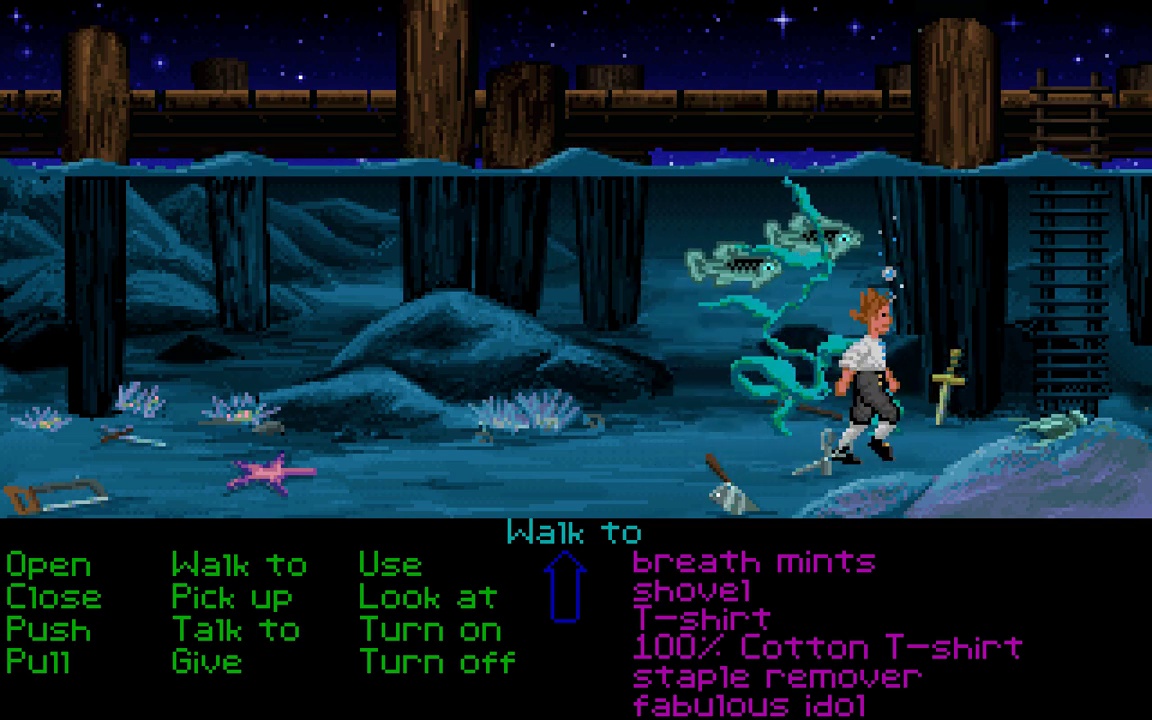 Walk to
Open Walk to Use
Close Pick up Look at
Push Talk to Turn on
Pull Give Turn off
breath mints
shovel
T-shirt
100% Cotton T-shirt
staple remover
fabulous idol